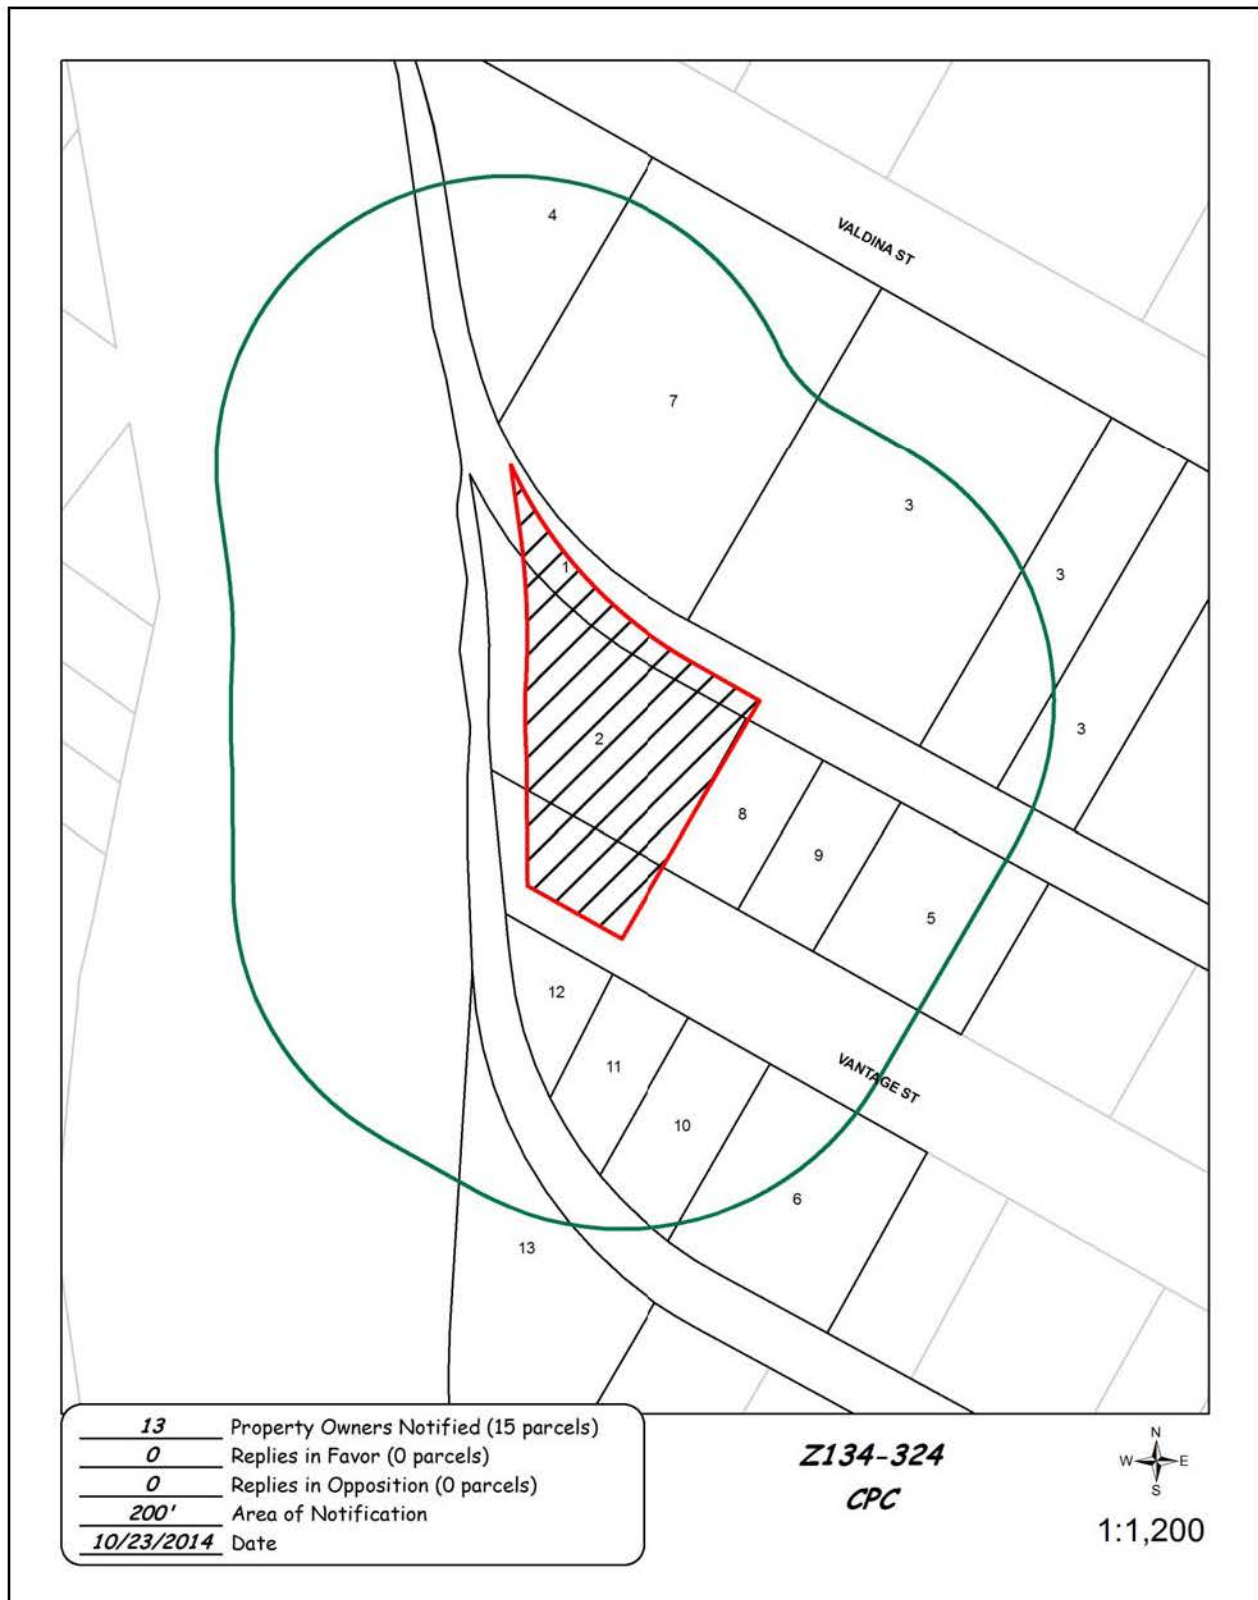 4
VALDINA ST
7
3
1
3
2
3
8
9
5
12
11
VANTAGE ST
10
6
13
13 Property Owners Notified (15 parcels)
0 Replies in Favor (0 parcels)
0 Replies in Opposition (0 parcels)
200' Area of Notification
10/23/2014 Date
Z134-324
CPC
N
W E
S
1:1,200